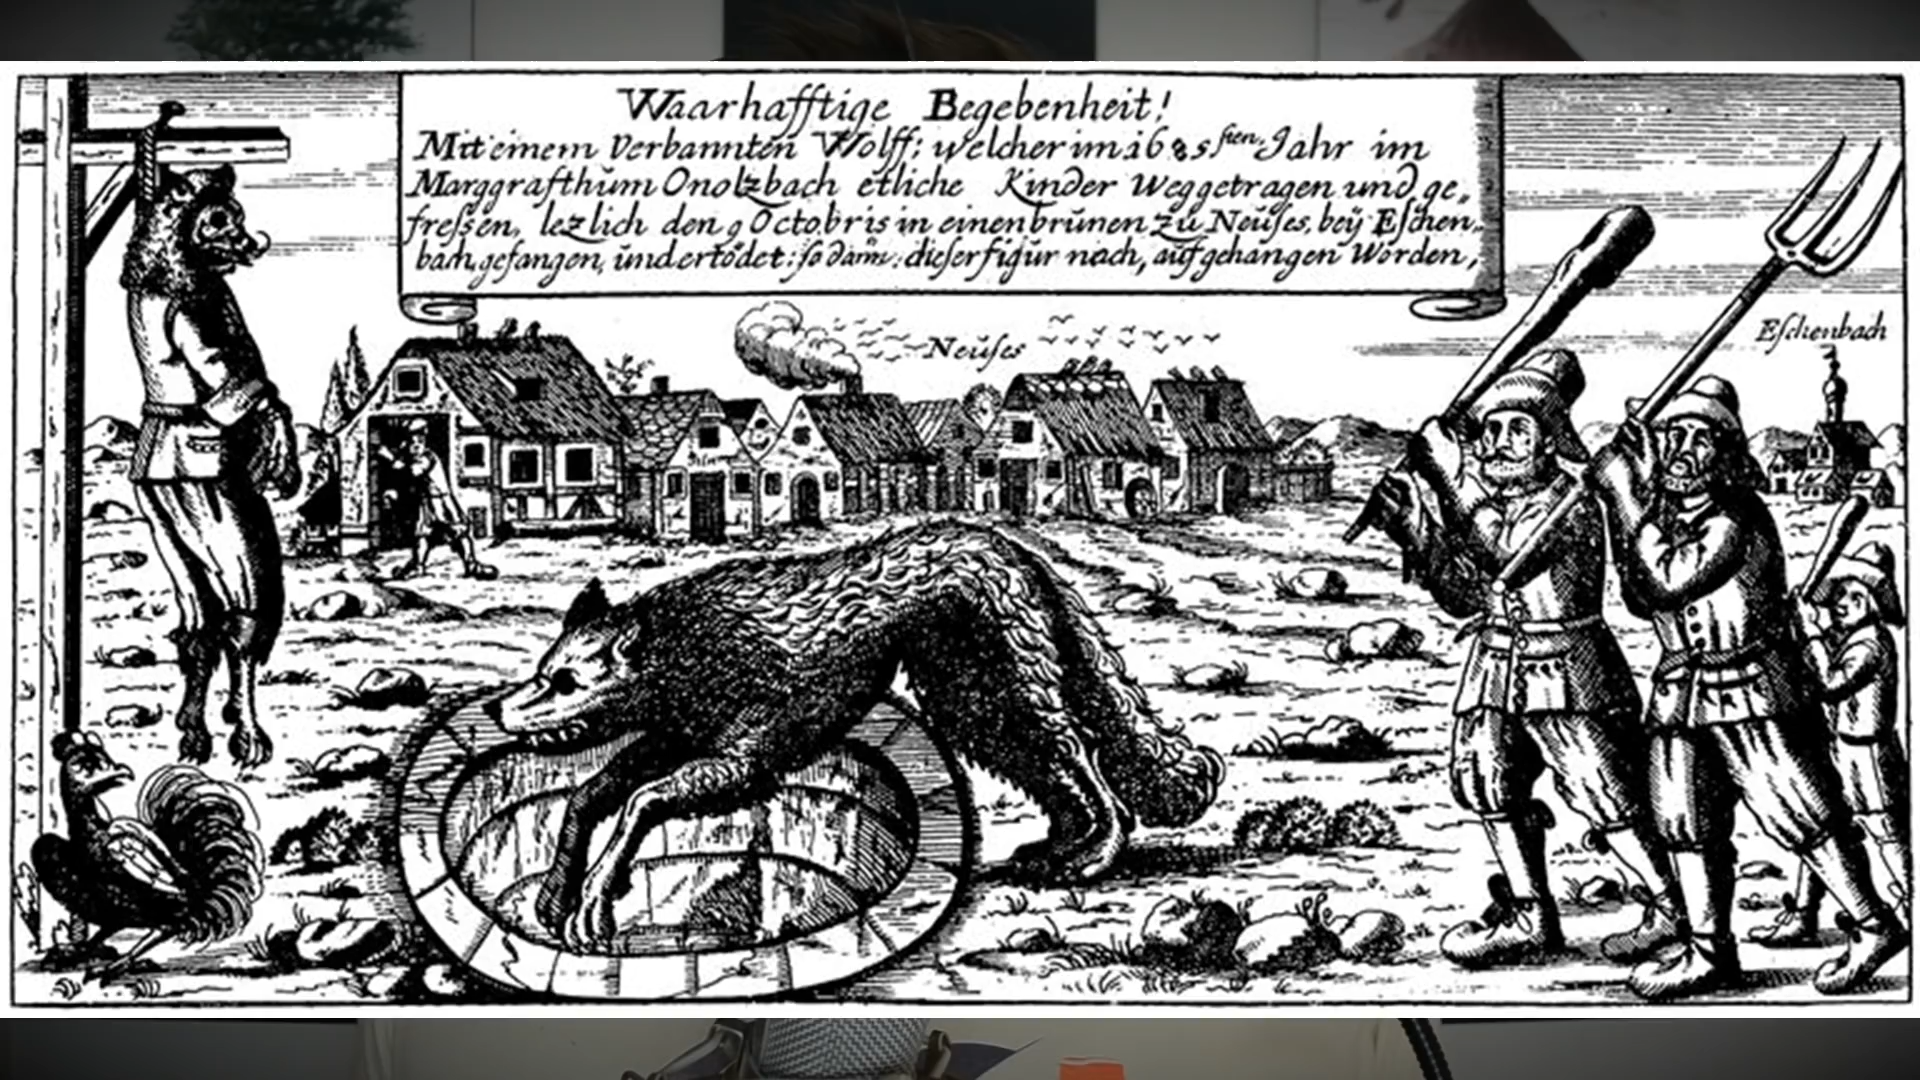 Waarhafftige Begebenheit!
Mit einem Verbannten Wolff: welcher im 1685sten Jahr im
Marggrafthum Onolzbach etliche Kinder weggetragen und ge„
fressen, lezlich den 9 Octobris in einen brunen zu Neuses, beÿ Eschen„
bach, gefangen, und ertödet: so dann: dieser figur nach, aufgehangen Worden,
Neuses
Eschenbach